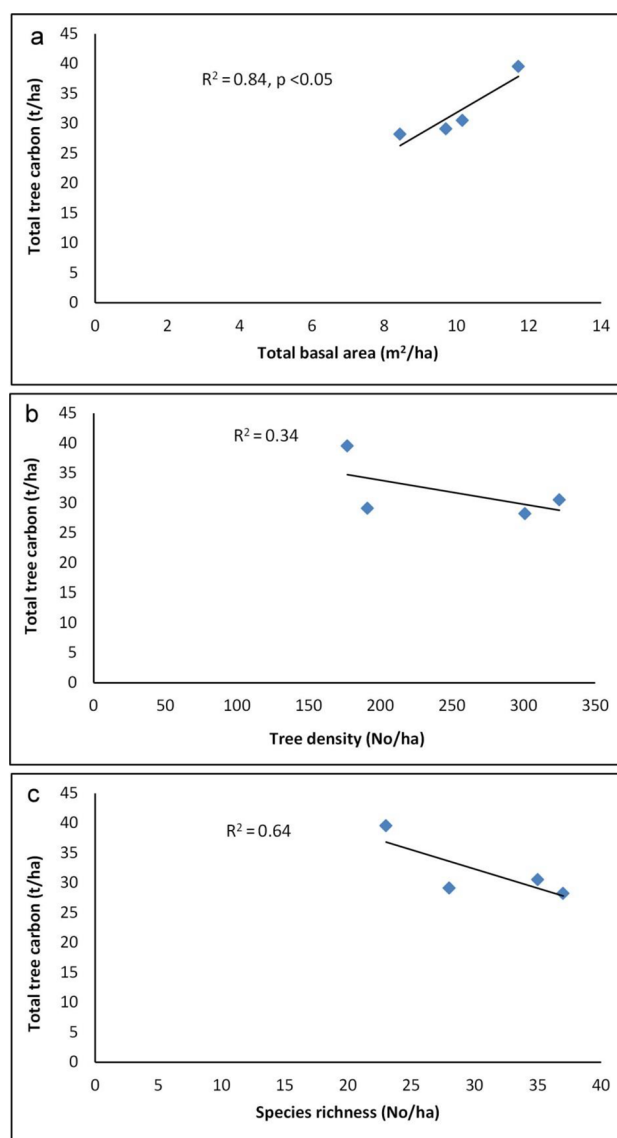 a
45
40
35
30
25
20
15
10
5
0
Total tree carbon (t/ha)
R² = 0.84, p <0.05
0 2 4 6 8 10 12 14
Total basal area (m²/ha)
b
45
40
35
30
25
20
15
10
5
0
Total tree carbon (t/ha)
R² = 0.34
0 50 100 150 200 250 300 350
Tree density (No/ha)
c
45
40
35
30
25
20
15
10
5
0
Total tree carbon (t/ha)
R² = 0.64
0 5 10 15 20 25 30 35 40
Species richness (No/ha)